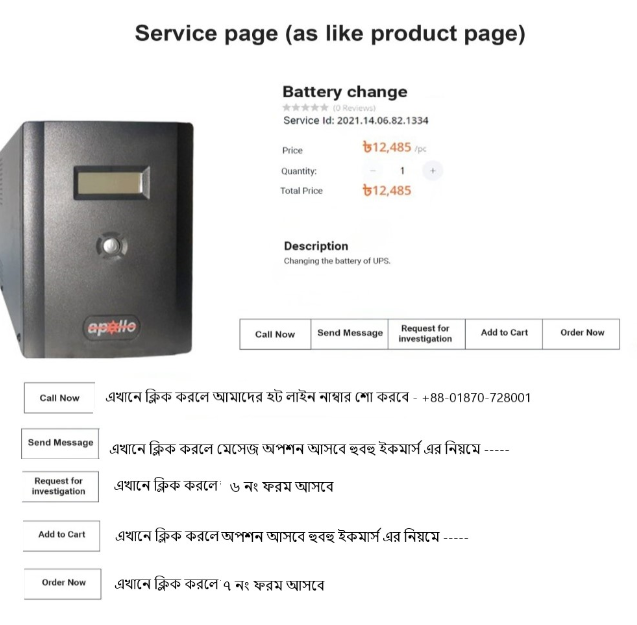 Service page (as like product page)
Battery change
(0 Reviews)
Service Id: 2021.14.06.82.1334
Price ৳12,485 /pc
Quantity: − 1 +
Total Price ৳12,485
Description
Changing the battery of UPS.
apollo
Call Now Send Message Request for investigation Add to Cart Order Now
Call Now এখানে ক্লিক করলে আমাদের হট লাইন নাম্বার শো করবে - +88-01870-728001
Send Message এখানে ক্লিক করলে মেসেজ অপশন আসবে হুবহু ইকমার্স এর নিয়মে -----
Request for investigation এখানে ক্লিক করলে ৬ নং ফরম আসবে
Add to Cart এখানে ক্লিক করলে অপশন আসবে হুবহু ইকমার্স এর নিয়মে -----
Order Now এখানে ক্লিক করলে ৭ নং ফরম আসবে